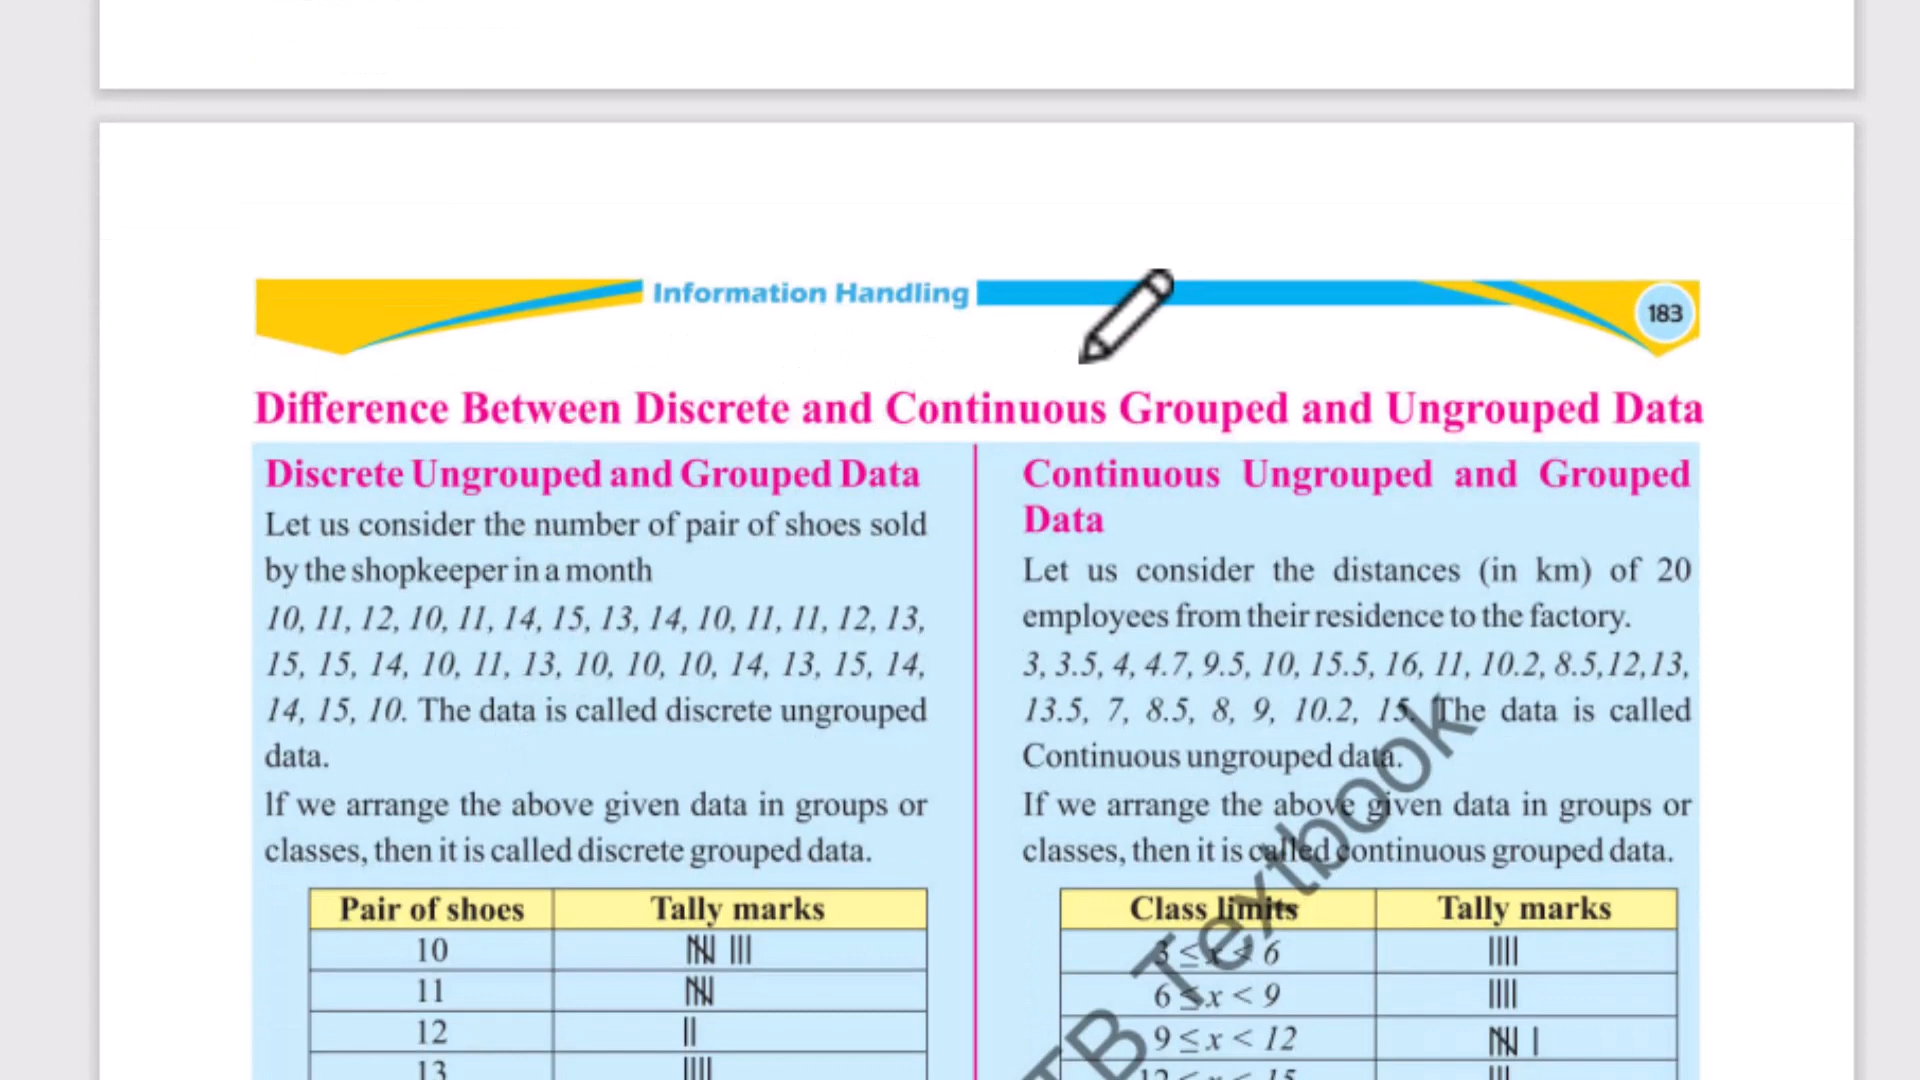 Information Handling
183
Difference Between Discrete and Continuous Grouped and Ungrouped Data
Discrete Ungrouped and Grouped Data
Let us consider the number of pair of shoes sold
by the shopkeeper in a month
10, 11, 12, 10, 11, 14, 15, 13, 14, 10, 11, 11, 12, 13,
15, 15, 14, 10, 11, 13, 10, 10, 10, 14, 13, 15, 14,
14, 15, 10. The data is called discrete ungrouped
data.
If we arrange the above given data in groups or
classes, then it is called discrete grouped data.
Pair of shoes Tally marks
10
11
12
13
Continuous Ungrouped and Grouped
Data
Let us consider the distances (in km) of 20
employees from their residence to the factory.
3, 3.5, 4, 4.7, 9.5, 10, 15.5, 16, 11, 10.2, 8.5,12,13,
13.5, 7, 8.5, 8, 9, 10.2, 15. The data is called
Continuous ungrouped data.
If we arrange the above given data in groups or
classes, then it is called continuous grouped data.
Class limits Tally marks
3 ≤ x < 6
6 ≤ x < 9
9 ≤ x < 12
12 ≤ x < 15
TB Textbook